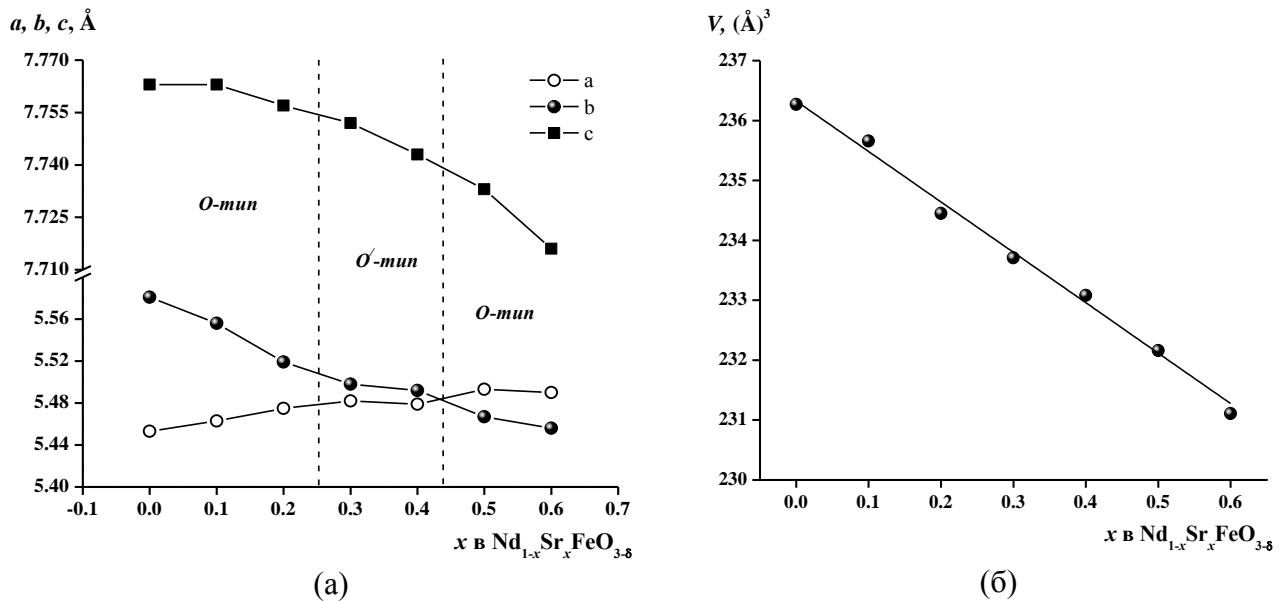 a, b, c, Å
7.770
7.755
7.740
7.725
7.710
5.56
5.52
5.48
5.44
5.40
-0.1 0.0 0.1 0.2 0.3 0.4 0.5 0.6 0.7
a
b
c
O-тип
O′-тип
O-тип
x в Nd₁₋ₓSrₓFeO₃₋δ
(а)
V, (Å)³
237
236
235
234
233
232
231
230
0.0 0.1 0.2 0.3 0.4 0.5 0.6
x в Nd₁₋ₓSrₓFeO₃₋δ
(б)